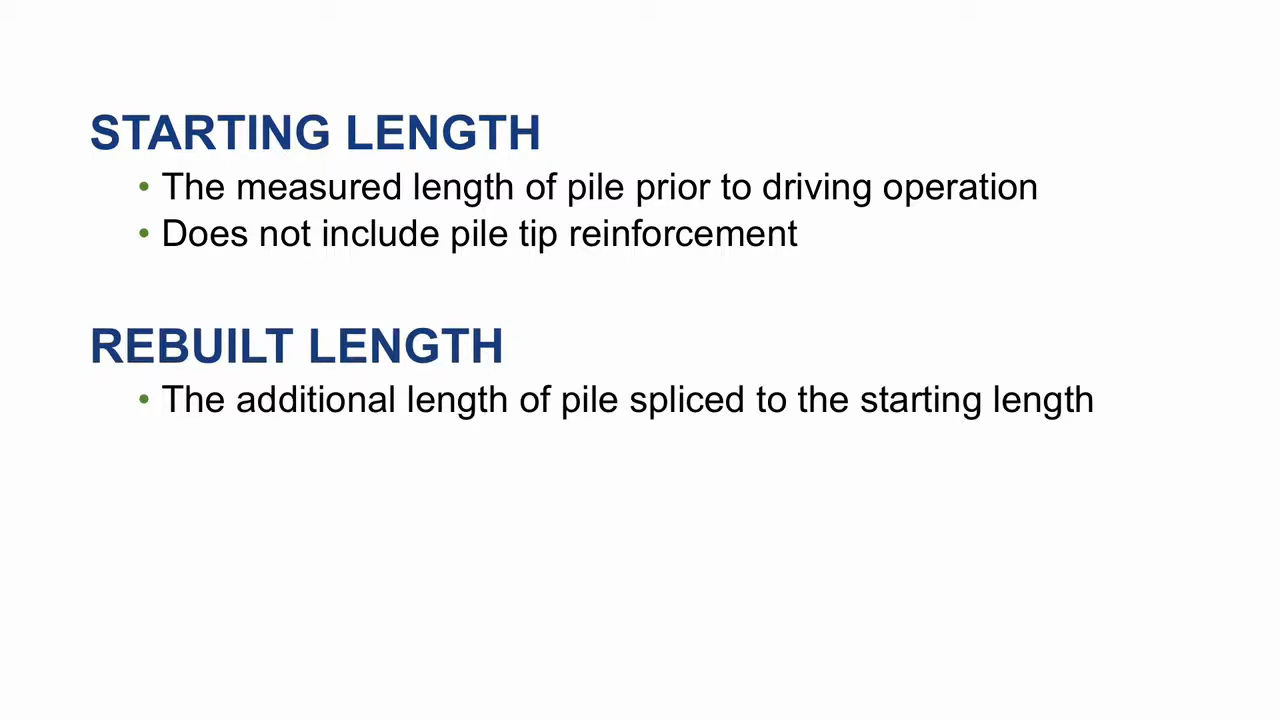 STARTING LENGTH
• The measured length of pile prior to driving operation
• Does not include pile tip reinforcement
REBUILT LENGTH
• The additional length of pile spliced to the starting length